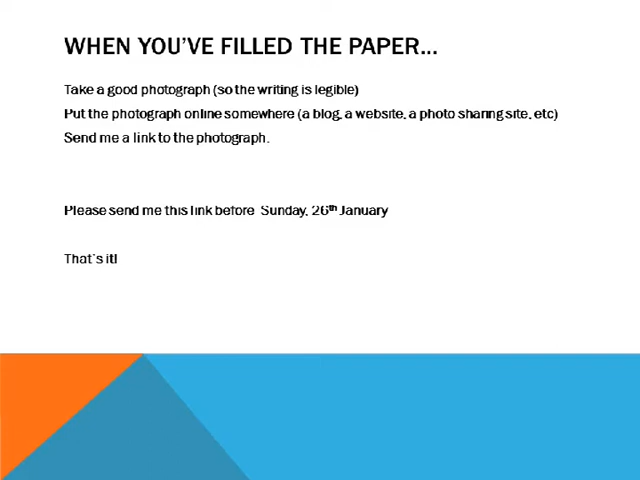 WHEN YOU'VE FILLED THE PAPER...
Take a good photograph (so the writing is legible)
Put the photograph online somewhere (a blog, a website, a photo sharing site, etc)
Send me a link to the photograph.
Please send me this link before  Sunday, 26th January
That's it!